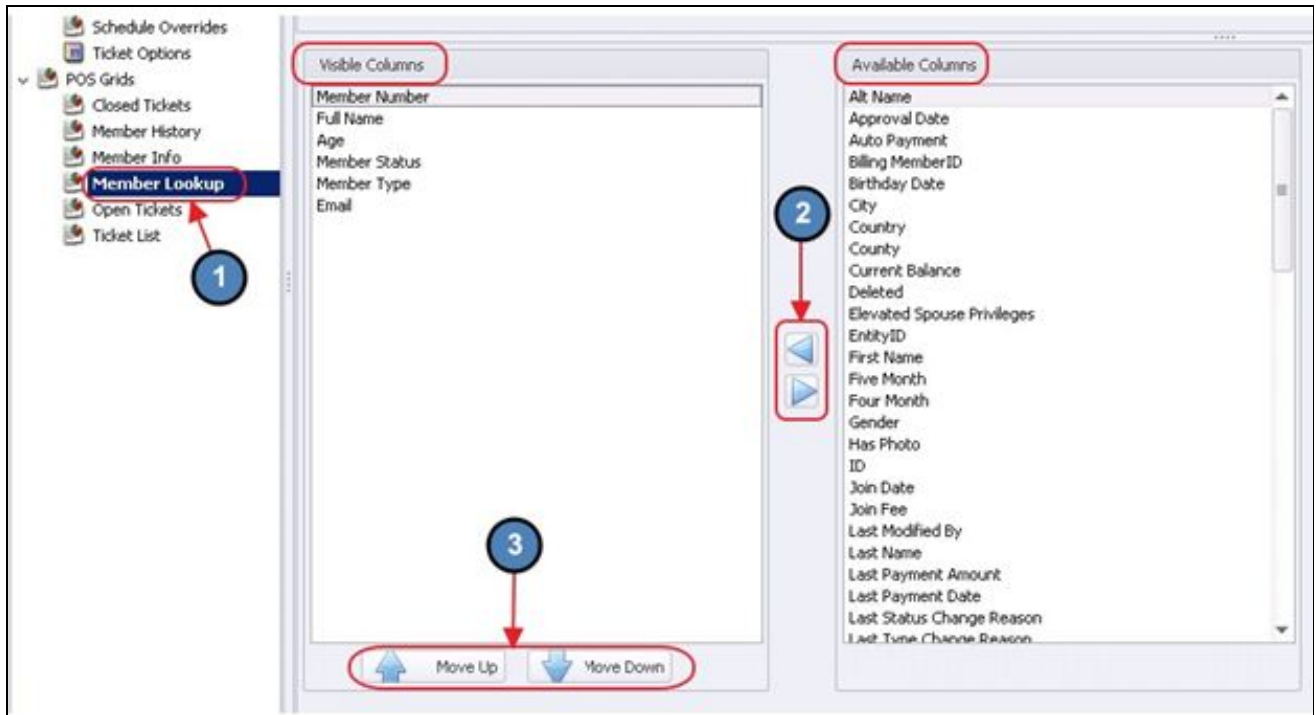 Schedule Overrides
Ticket Options
POS Grids
Closed Tickets
Member History
Member Info
Member Lookup
Open Tickets
Ticket List
1
Visible Columns
Member Number
Full Name
Age
Member Status
Member Type
Email
3
Move Up
Move Down
2
Available Columns
Alt Name
Approval Date
Auto Payment
Billing MemberID
Birthday Date
City
Country
County
Current Balance
Deleted
Elevated Spouse Privileges
EntityID
First Name
Five Month
Four Month
Gender
Has Photo
ID
Join Date
Join Fee
Last Modified By
Last Name
Last Payment Amount
Last Payment Date
Last Status Change Reason
Last Type Change Reason